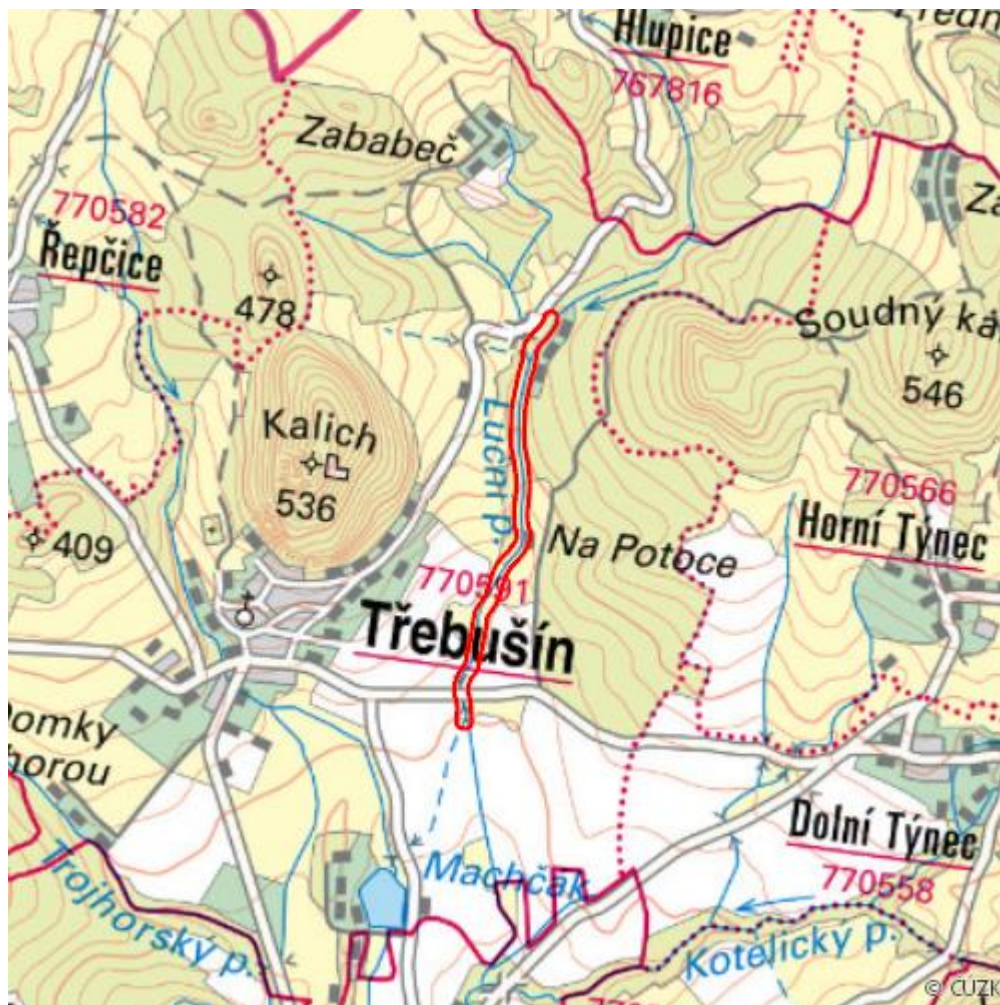 Hlupice
767816
Zababeč
770582
Řepčice
478
Soudný ká
546
Kalich
536
Luční p.
770566
Horní Týnec
409
Na Potoce
770591
Třebušín
omky
horou
Dolní Týnec
770558
Machčák
Trojhorský p.
Kotelický p.
© ČÚZK